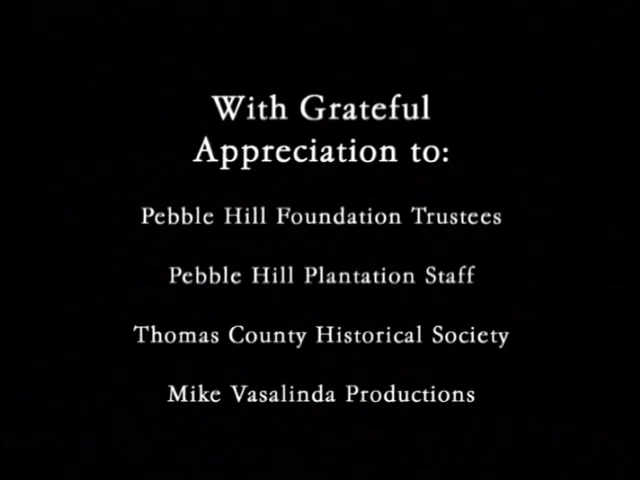 With Grateful
Appreciation to:
Pebble Hill Foundation Trustees
Pebble Hill Plantation Staff
Thomas County Historical Society
Mike Vasalinda Productions